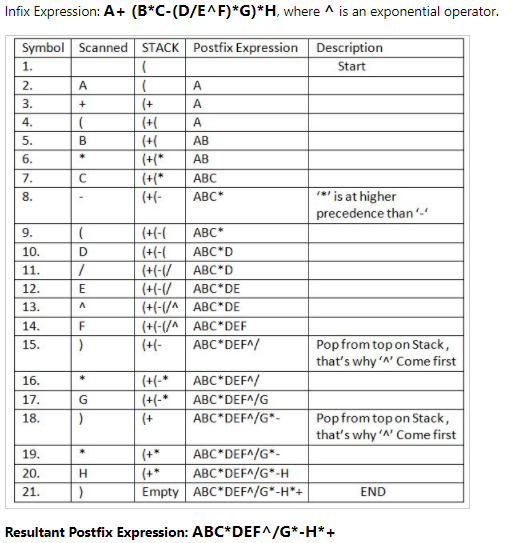 Infix Expression: A+ (B*C-(D/E^F)*G)*H, where ^ is an exponential operator.
Symbol Scanned STACK Postfix Expression Description
1. ( Start
2. A ( A
3. + (+ A
4. ( (+( A
5. B (+( AB
6. * (+(* AB
7. C (+(* ABC
8. - (+(- ABC* '*' is at higher
precedence than '-'
9. ( (+(-( ABC*
10. D (+(-( ABC*D
11. / (+(-(/ ABC*D
12. E (+(-(/ ABC*DE
13. ^ (+(-(/^ ABC*DE
14. F (+(-(/^ ABC*DEF
15. ) (+(- ABC*DEF^/ Pop from top on Stack,
that's why '^' Come first
16. * (+(-* ABC*DEF^/
17. G (+(-* ABC*DEF^/G
18. ) (+ ABC*DEF^/G*- Pop from top on Stack,
that's why '^' Come first
19. * (+* ABC*DEF^/G*-
20. H (+* ABC*DEF^/G*-H
21. ) Empty ABC*DEF^/G*-H*+ END
Resultant Postfix Expression: ABC*DEF^/G*-H*+